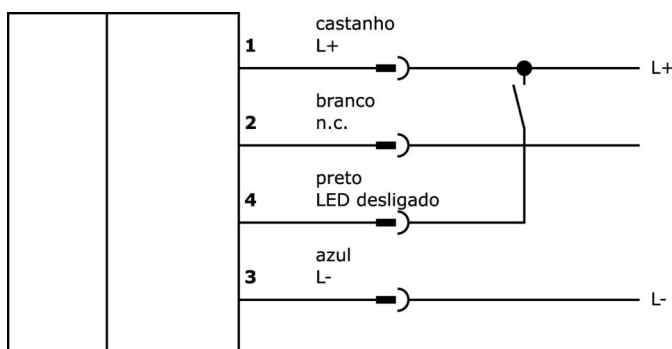 castanho
1 L+ L+
branco
2 n.c.
preto
4 LED desligado
azul
3 L- L-